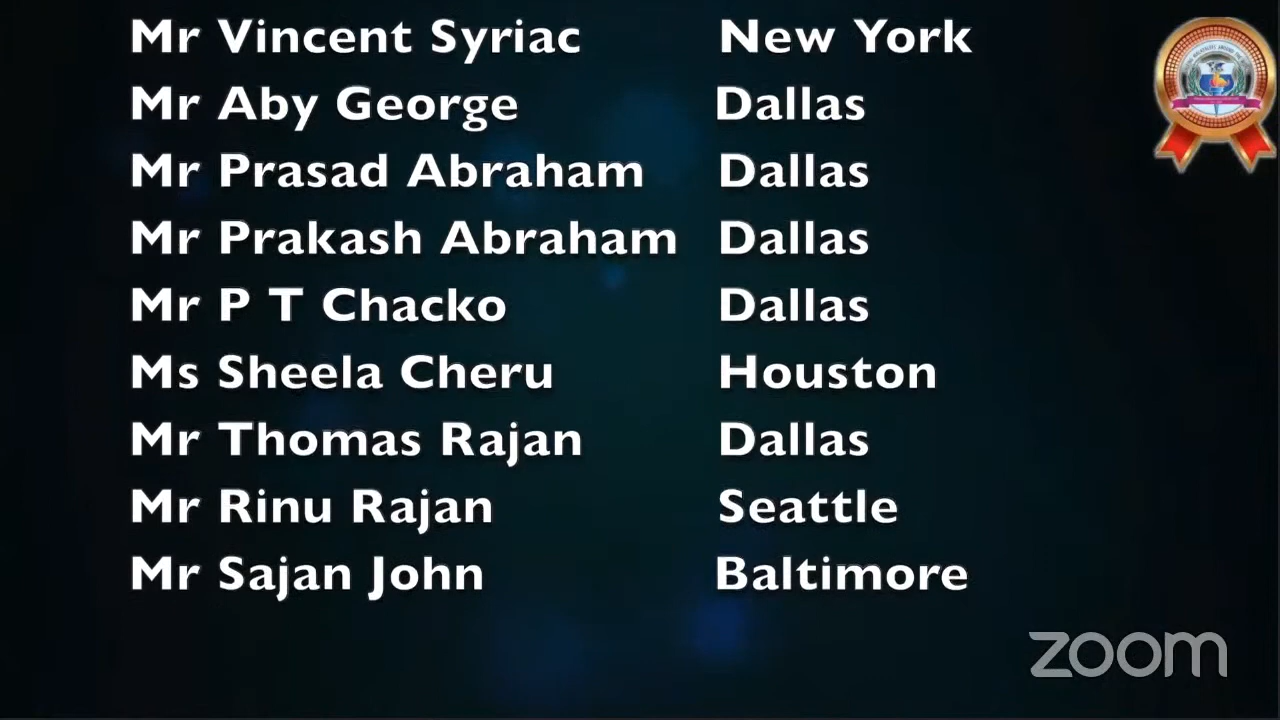 Mr Vincent Syriac New York
Mr Aby George Dallas
Mr Prasad Abraham Dallas
Mr Prakash Abraham Dallas
Mr P T Chacko Dallas
Ms Sheela Cheru Houston
Mr Thomas Rajan Dallas
Mr Rinu Rajan Seattle
Mr Sajan John Baltimore
zoom